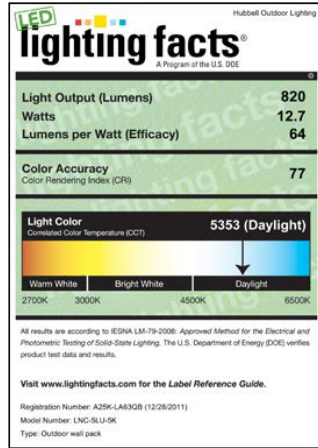 Hubbell Outdoor Lighting
LED
lighting facts®
A Program of the U.S. DOE
Light Output (Lumens) 820
Watts 12.7
Lumens per Watt (Efficacy) 64
Color Accuracy 77
Color Rendering Index (CRI)
Light Color 5353 (Daylight)
Correlated Color Temperature (CCT)
Warm White Bright White Daylight
2700K 3000K 4500K 6500K
All results are according to IESNA LM-79-2008: Approved Method for the Electrical and
Photometric Testing of Solid-State Lighting. The U.S. Department of Energy (DOE) verifies
product test data and results.
Visit www.lightingfacts.com for the Label Reference Guide.
Registration Number: A25K-LA63QB (12/28/2011)
Model Number: LNC-5LU-5K
Type: Outdoor wall pack